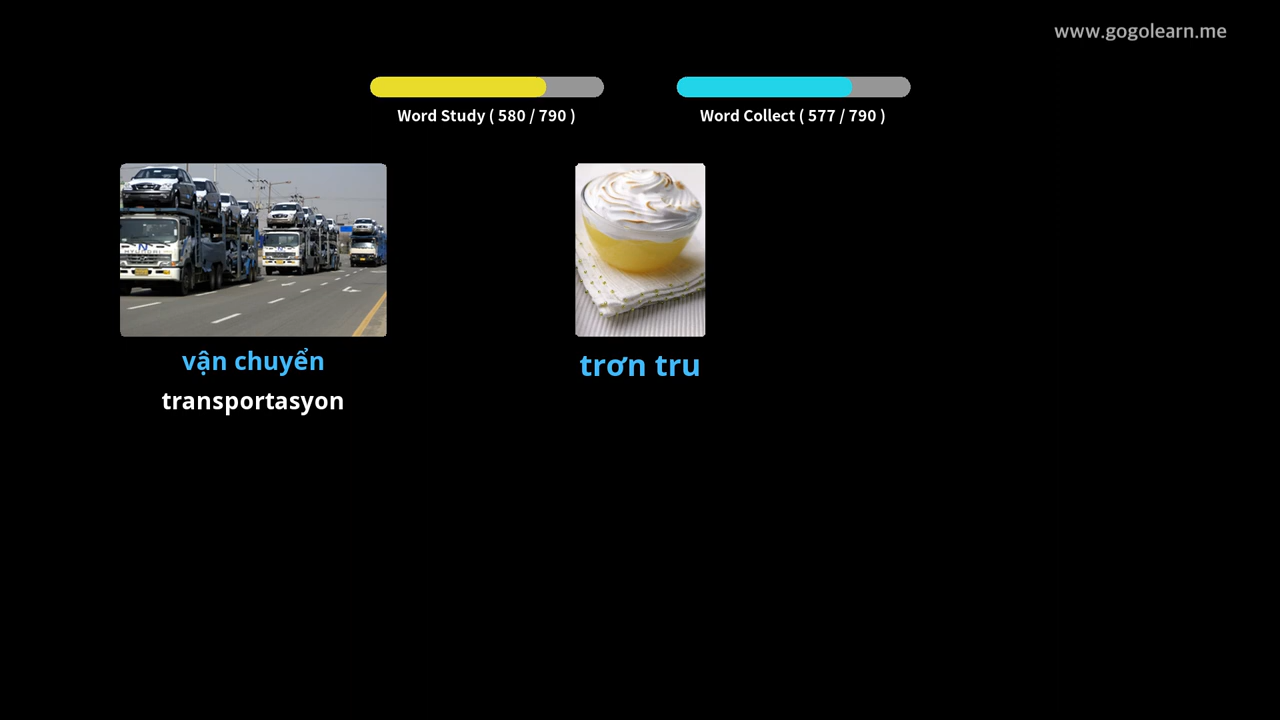 www.gogolearn.me
Word Study ( 580 / 790 )
Word Collect ( 577 / 790 )
vận chuyển
transportasyon
trơn tru